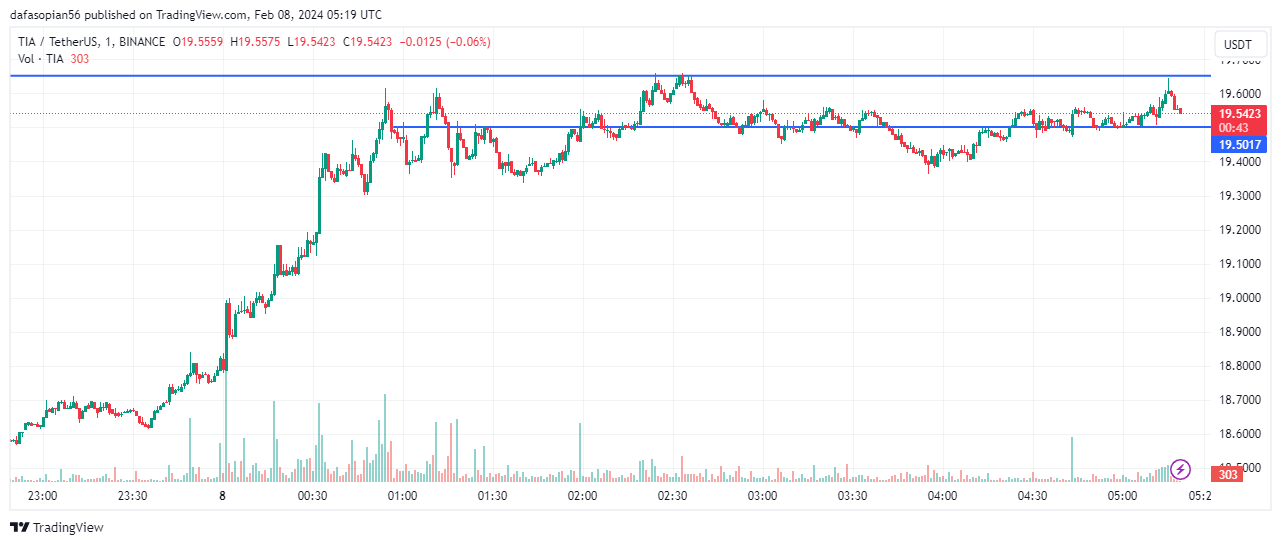 dafasopian56 published on TradingView.com, Feb 08, 2024 05:19 UTC
TIA / TetherUS, 1, BINANCE O19.5559 H19.5575 L19.5423 C19.5423 −0.0125 (−0.06%)
Vol · TIA 303
USDT
19.7000
19.6000
19.5423
00:43
19.5017
19.4000
19.3000
19.2000
19.1000
19.0000
18.9000
18.8000
18.7000
18.6000
18.5000
303
23:00 23:30 8 00:30 01:00 01:30 02:00 02:30 03:00 03:30 04:00 04:30 05:00 05:2
TradingView